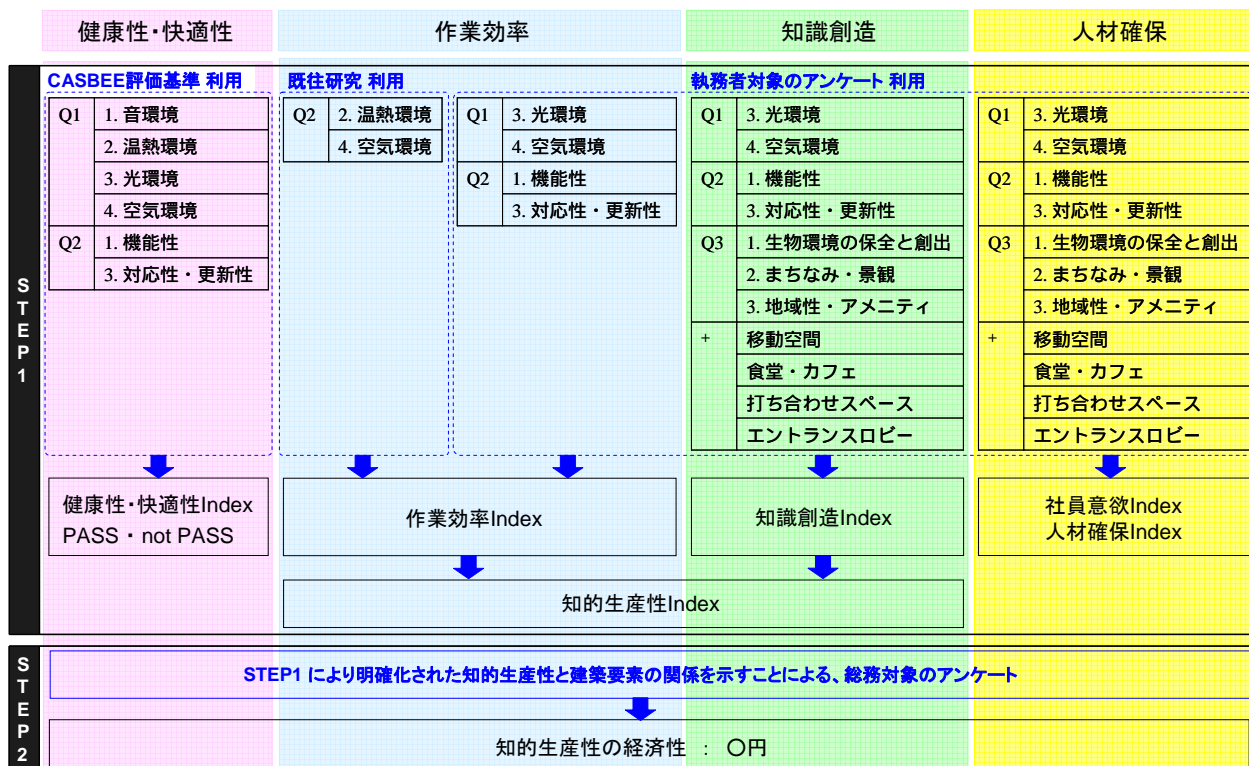 健康性・快適性
作業効率
知識創造
人材確保
STEP1
CASBEE評価基準 利用
Q1 1. 音環境
2. 温熱環境
3. 光環境
4. 空気環境
Q2 1. 機能性
3. 対応性・更新性
既往研究 利用
Q2 2. 温熱環境
4. 空気環境
Q1 3. 光環境
4. 空気環境
Q2 1. 機能性
3. 対応性・更新性
執務者対象のアンケート 利用
Q1 3. 光環境
4. 空気環境
Q2 1. 機能性
3. 対応性・更新性
Q3 1. 生物環境の保全と創出
2. まちなみ・景観
3. 地域性・アメニティ
+ 移動空間
食堂・カフェ
打ち合わせスペース
エントランスロビー
Q1 3. 光環境
4. 空気環境
Q2 1. 機能性
3. 対応性・更新性
Q3 1. 生物環境の保全と創出
2. まちなみ・景観
3. 地域性・アメニティ
+ 移動空間
食堂・カフェ
打ち合わせスペース
エントランスロビー
健康性・快適性Index
PASS・not PASS
作業効率Index
知識創造Index
社員意欲Index
人材確保Index
知的生産性Index
STEP2
STEP1 により明確化された知的生産性と建築要素の関係を示すことによる、総務対象のアンケート
知的生産性の経済性 : 〇円